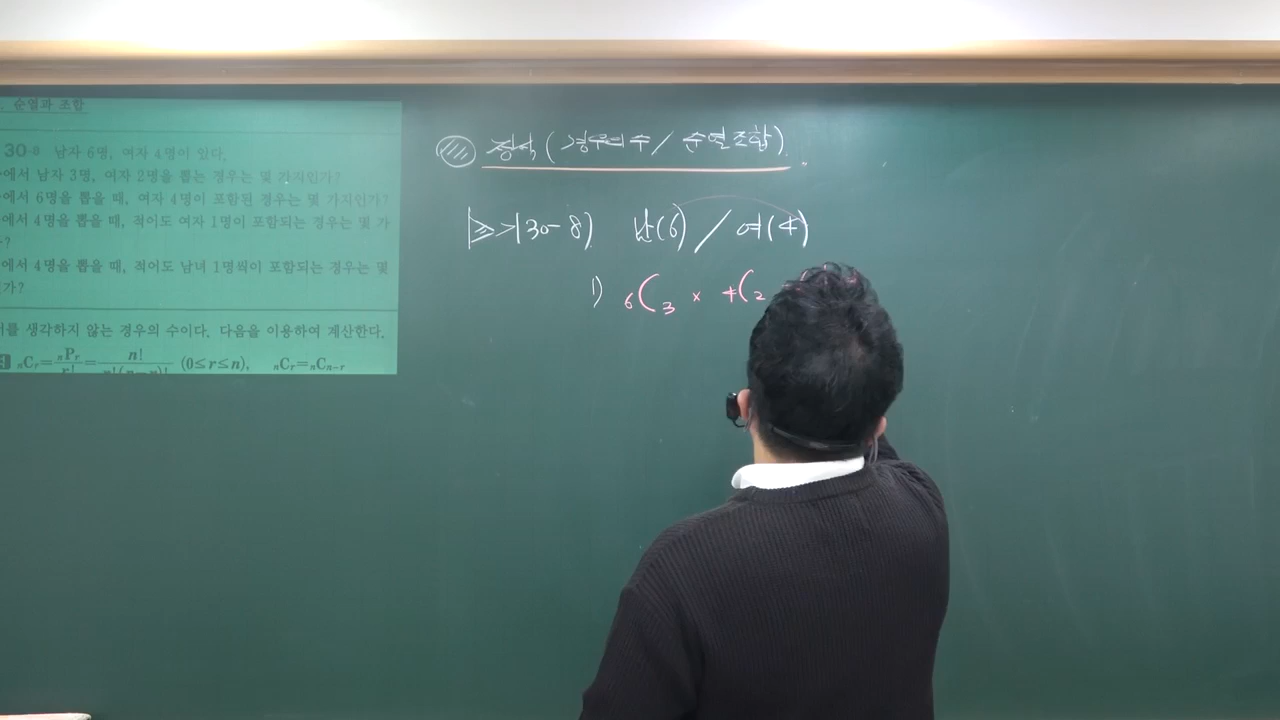 . 순열과 조합
30-8 남자 6명, 여자 4명이 있다.
에서 남자 3명, 여자 2명을 뽑는 경우는 몇 가지인가?
에서 6명을 뽑을 때, 여자 4명이 포함된 경우는 몇 가지인가?
에서 4명을 뽑을 때, 적어도 여자 1명이 포함되는 경우는 몇 가
?
에서 4명을 뽑을 때, 적어도 남녀 1명씩이 포함되는 경우는 몇
가?
를 생각하지 않는 경우의 수이다. 다음을 이용하여 계산한다.
nCr=nPr/r!=n!/r!(n-r)! (0≤r≤n), nCr=nCn-r
정석 (경우의 수 / 순열조합)
30-8) 남(6) / 여(4)
1) 6C3 × 4C2